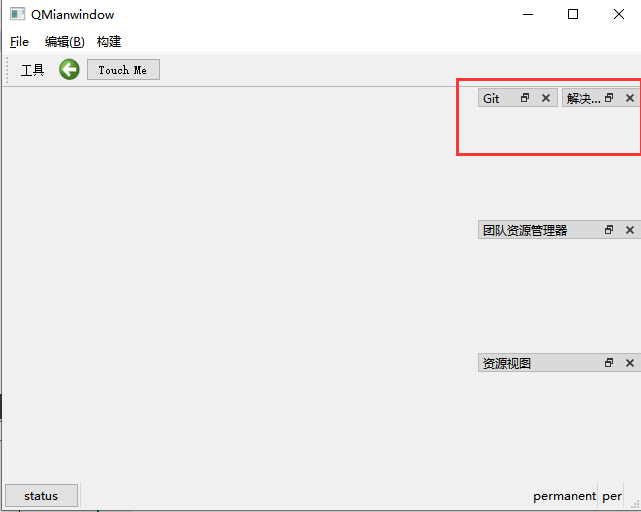 QMianwindow
File 编辑(B) 构建
工具 Touch Me
Git 解决...
团队资源管理器
资源视图
status permanent per